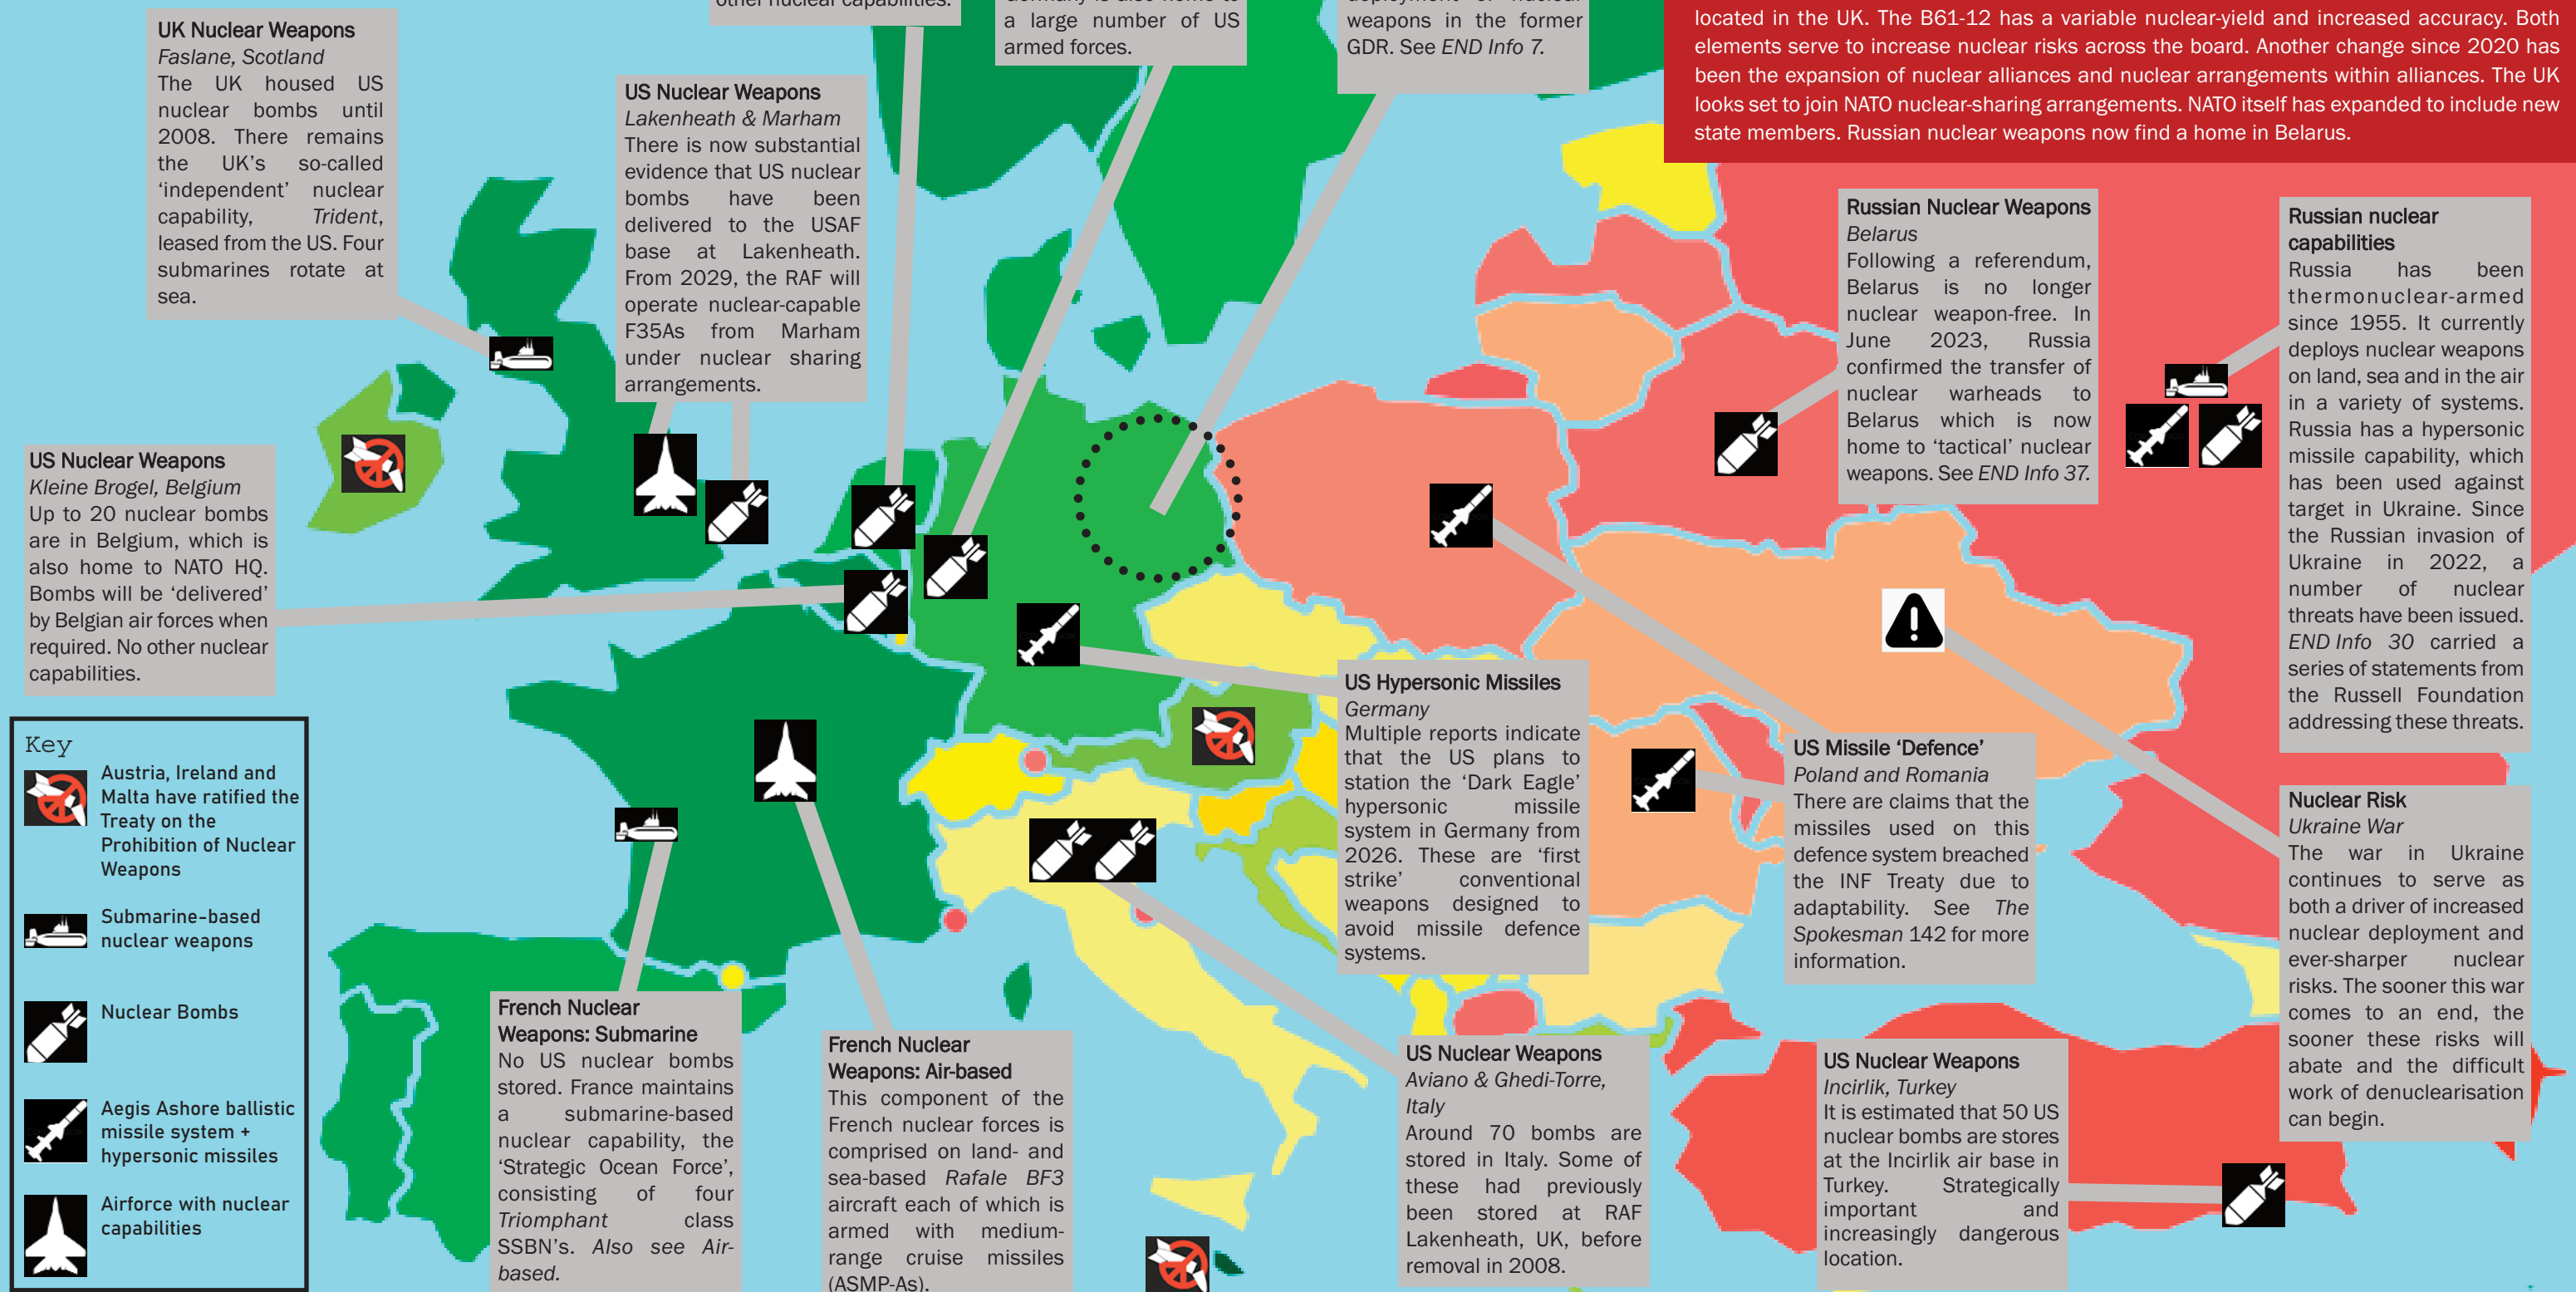 other nuclear capabilities.
Germany is also home to
a large number of US
armed forces.
deployment of nuclear
weapons in the former
GDR. See END Info 7.
located in the UK. The B61-12 has a variable nuclear-yield and increased accuracy. Both
elements serve to increase nuclear risks across the board. Another change since 2020 has
been the expansion of nuclear alliances and nuclear arrangements within alliances. The UK
looks set to join NATO nuclear-sharing arrangements. NATO itself has expanded to include new
state members. Russian nuclear weapons now find a home in Belarus.
UK Nuclear Weapons
Faslane, Scotland
The UK housed US
nuclear bombs until
2008. There remains
the UK's so-called
'independent' nuclear
capability, Trident,
leased from the US. Four
submarines rotate at
sea.
US Nuclear Weapons
Lakenheath & Marham
There is now substantial
evidence that US nuclear
bombs have been
delivered to the USAF
base at Lakenheath.
From 2029, the RAF will
operate nuclear-capable
F35As from Marham
under nuclear sharing
arrangements.
Russian Nuclear Weapons
Belarus
Following a referendum,
Belarus is no longer
nuclear weapon-free. In
June 2023, Russia
confirmed the transfer of
nuclear warheads to
Belarus which is now
home to 'tactical' nuclear
weapons. See END Info 37.
Russian nuclear
capabilities
Russia has been
thermonuclear-armed
since 1955. It currently
deploys nuclear weapons
on land, sea and in the air
in a variety of systems.
Russia has a hypersonic
missile capability, which
has been used against
target in Ukraine. Since
the Russian invasion of
Ukraine in 2022, a
number of nuclear
threats have been issued.
END Info 30 carried a
series of statements from
the Russell Foundation
addressing these threats.
US Nuclear Weapons
Kleine Brogel, Belgium
Up to 20 nuclear bombs
are in Belgium, which is
also home to NATO HQ.
Bombs will be 'delivered'
by Belgian air forces when
required. No other nuclear
capabilities.
US Hypersonic Missiles
Germany
Multiple reports indicate
that the US plans to
station the 'Dark Eagle'
hypersonic missile
system in Germany from
2026. These are 'first
strike' conventional
weapons designed to
avoid missile defence
systems.
US Missile 'Defence'
Poland and Romania
There are claims that the
missiles used on this
defence system breached
the INF Treaty due to
adaptability. See The
Spokesman 142 for more
information.
Nuclear Risk
Ukraine War
The war in Ukraine
continues to serve as
both a driver of increased
nuclear deployment and
ever-sharper nuclear
risks. The sooner this war
comes to an end, the
sooner these risks will
abate and the difficult
work of denuclearisation
can begin.
Key
Austria, Ireland and
Malta have ratified the
Treaty on the
Prohibition of Nuclear
Weapons
Submarine-based
nuclear weapons
Nuclear Bombs
Aegis Ashore ballistic
missile system +
hypersonic missiles
Airforce with nuclear
capabilities
French Nuclear
Weapons: Submarine
No US nuclear bombs
stored. France maintains
a submarine-based
nuclear capability, the
'Strategic Ocean Force',
consisting of four
Triomphant class
SSBN's. Also see Air-
based.
French Nuclear
Weapons: Air-based
This component of the
French nuclear forces is
comprised on land- and
sea-based Rafale BF3
aircraft each of which is
armed with medium-
range cruise missiles
(ASMP-As).
US Nuclear Weapons
Aviano & Ghedi-Torre,
Italy
Around 70 bombs are
stored in Italy. Some of
these had previously
been stored at RAF
Lakenheath, UK, before
removal in 2008.
US Nuclear Weapons
Incirlik, Turkey
It is estimated that 50 US
nuclear bombs are stores
at the Incirlik air base in
Turkey. Strategically
important and
increasingly dangerous
location.